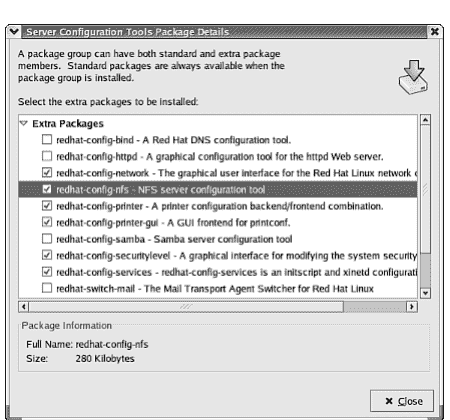 Server Configuration Tools Package Details
A package group can have both standard and extra package
members. Standard packages are always available when the
package group is installed.
Select the extra packages to be installed:
Extra Packages
redhat-config-bind - A Red Hat DNS configuration tool.
redhat-config-httpd - A graphical configuration tool for the httpd Web server.
redhat-config-network - The graphical user interface for the Red Hat Linux network c
redhat-config-nfs - NFS server configuration tool
redhat-config-printer - A printer configuration backend/frontend combination.
redhat-config-printer-gui - A GUI frontend for printconf.
redhat-config-samba - Samba server configuration tool
redhat-config-securitylevel - A graphical interface for modifying the system security
redhat-config-services - redhat-config-services is an initscript and xinetd configurati
redhat-switch-mail - The Mail Transport Agent Switcher for Red Hat Linux
Package Information
Full Name: redhat-config-nfs
Size: 280 Kilobytes
Close